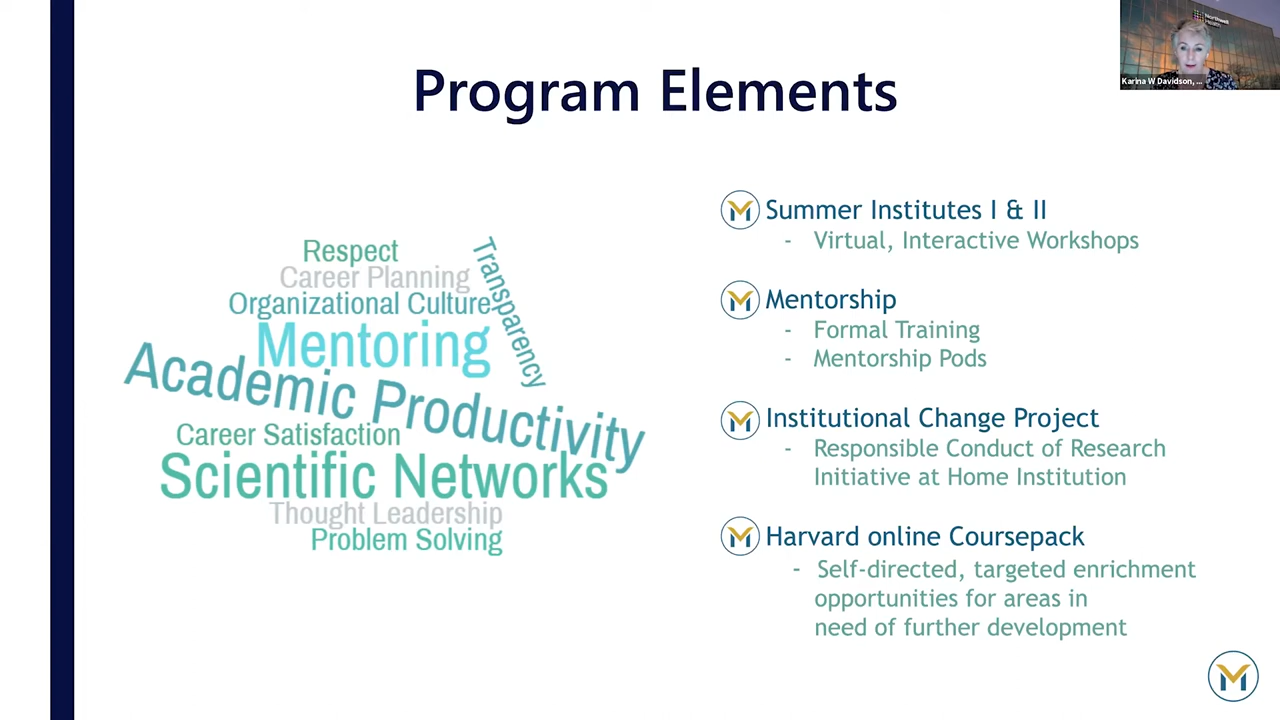 Northwell
Health
Karina W Davidson, ...
Program Elements
Respect
Career Planning
Transparency
Organizational Culture
Mentoring
Academic Productivity
Career Satisfaction
Scientific Networks
Thought Leadership
Problem Solving
Summer Institutes I & II
- Virtual, Interactive Workshops
Mentorship
- Formal Training
- Mentorship Pods
Institutional Change Project
- Responsible Conduct of Research
Initiative at Home Institution
Harvard online Coursepack
- Self-directed, targeted enrichment
opportunities for areas in
need of further development